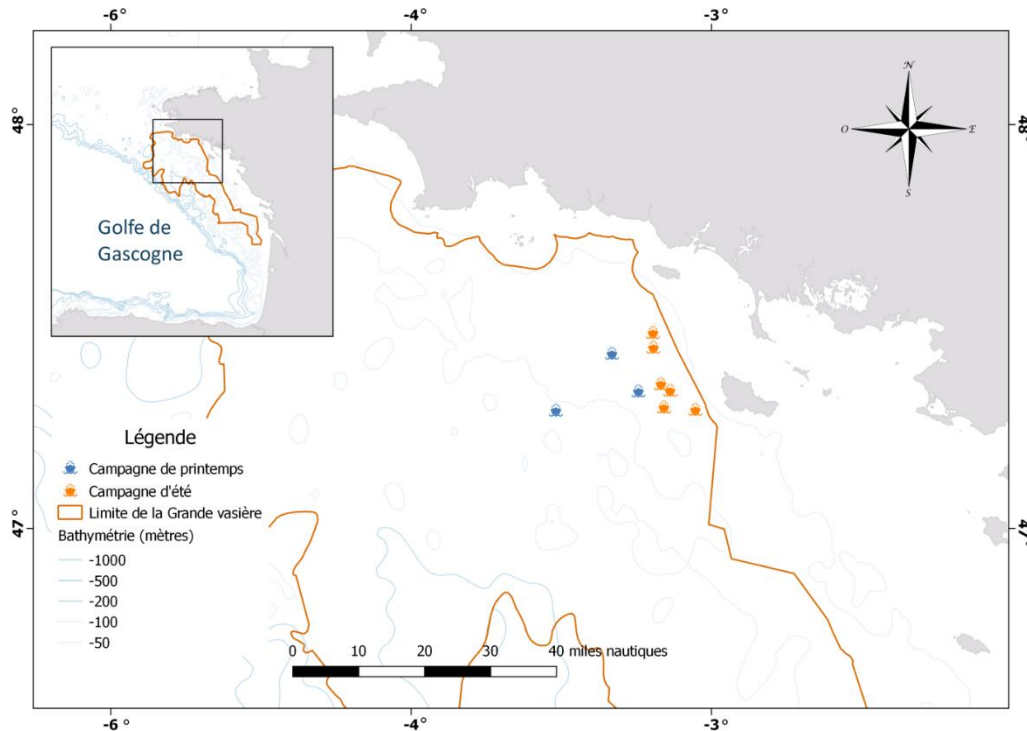 -6°
-4°
-3°
N
O
E
S
48°
48°
Golfe de
Gascogne
Légende
Campagne de printemps
Campagne d'été
Limite de la Grande vasière
Bathymétrie (mètres)
-1000
-500
-200
-100
-50
47°
47°
0 10 20 30 40 miles nautiques
-6°
-4°
-3°